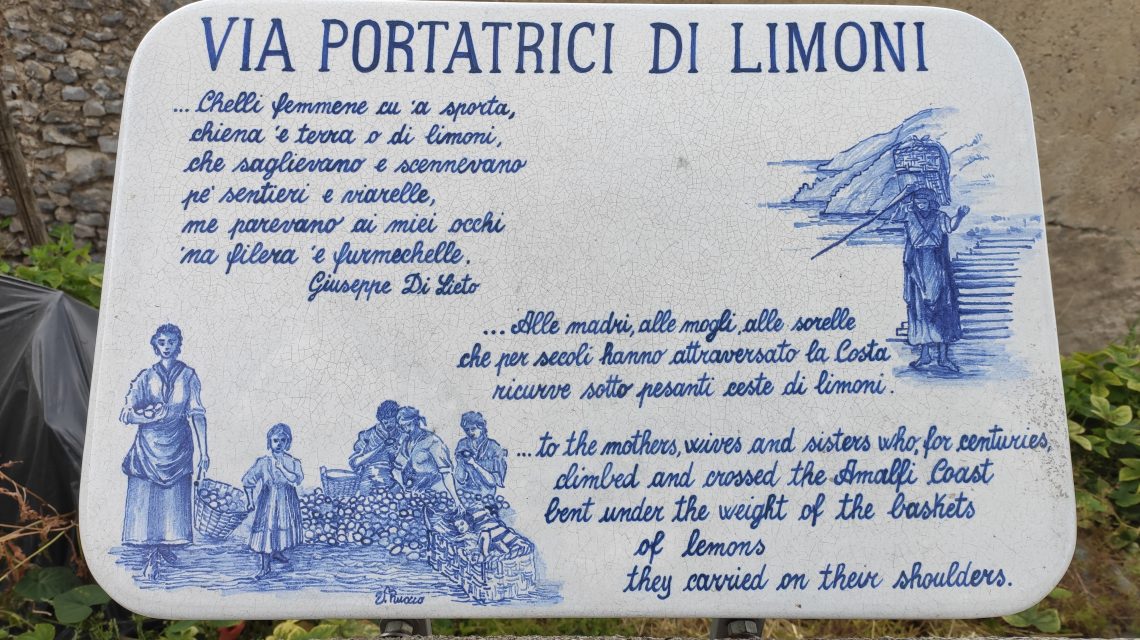 VIA PORTATRICI DI LIMONI
... Chelli femmene cu 'a sporta,
chiena 'e terra o di limoni,
che saglievano e scennevano
pe' sentieri e viarelle,
me parevano ai miei occhi
'na filera 'e furmechelle.
Giuseppe Di Lieto
... Alle madri, alle mogli, alle sorelle
che per secoli hanno attraversato la Costa
ricurve sotto pesanti ceste di limoni.
... to the mothers, wives and sisters who, for centuries,
climbed and crossed the Amalfi Coast
bent under the weight of the baskets
of lemons
they carried on their shoulders.